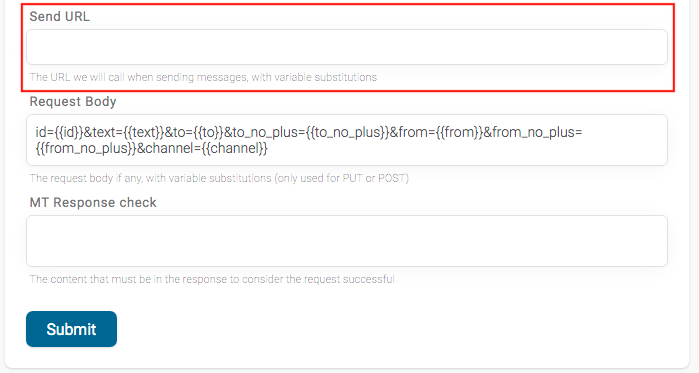 Send URL
The URL we will call when sending messages, with variable substitutions
Request Body
id={{id}}&text={{text}}&to={{to}}&to_no_plus={{to_no_plus}}&from={{from}}&from_no_plus=
{{from_no_plus}}&channel={{channel}}
The request body if any, with variable substitutions (only used for PUT or POST)
MT Response check
The content that must be in the response to consider the request successful
Submit